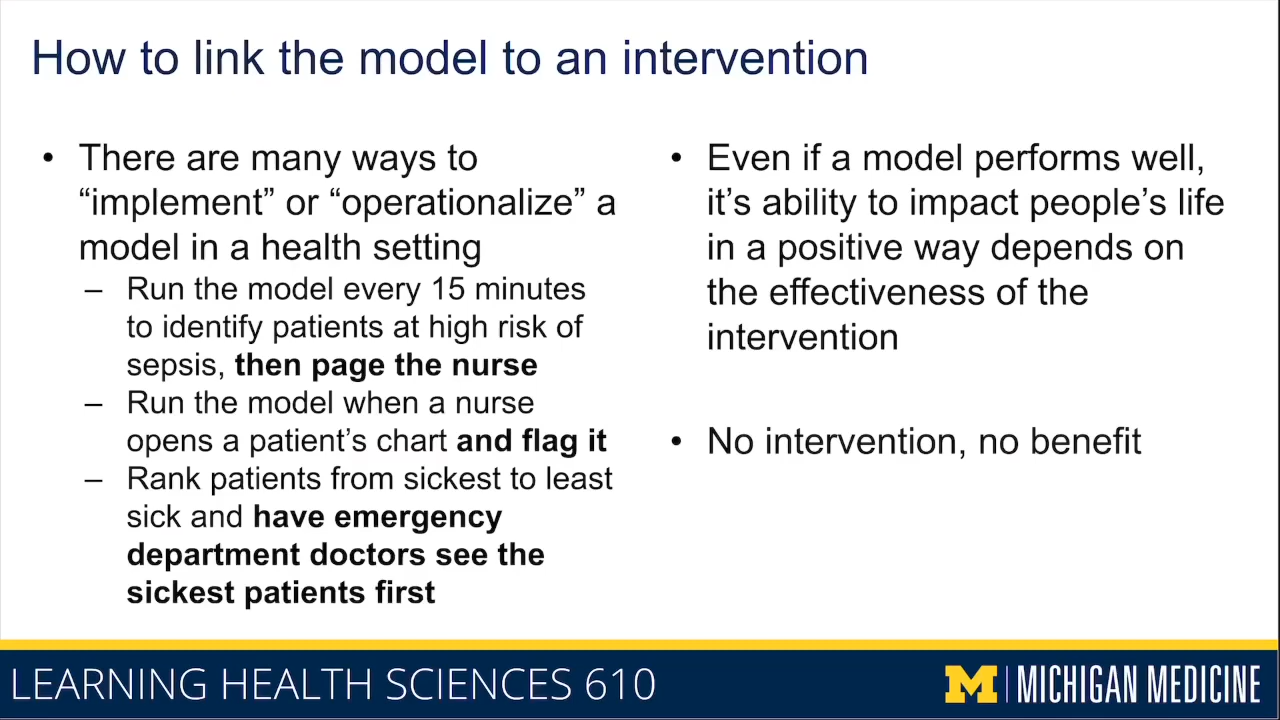 How to link the model to an intervention
• There are many ways to
“implement” or “operationalize” a
model in a health setting
– Run the model every 15 minutes
to identify patients at high risk of
sepsis, then page the nurse
– Run the model when a nurse
opens a patient’s chart and flag it
– Rank patients from sickest to least
sick and have emergency
department doctors see the
sickest patients first
• Even if a model performs well,
it’s ability to impact people’s life
in a positive way depends on
the effectiveness of the
intervention
• No intervention, no benefit
LEARNING HEALTH SCIENCES 610
M | MICHIGAN MEDICINE